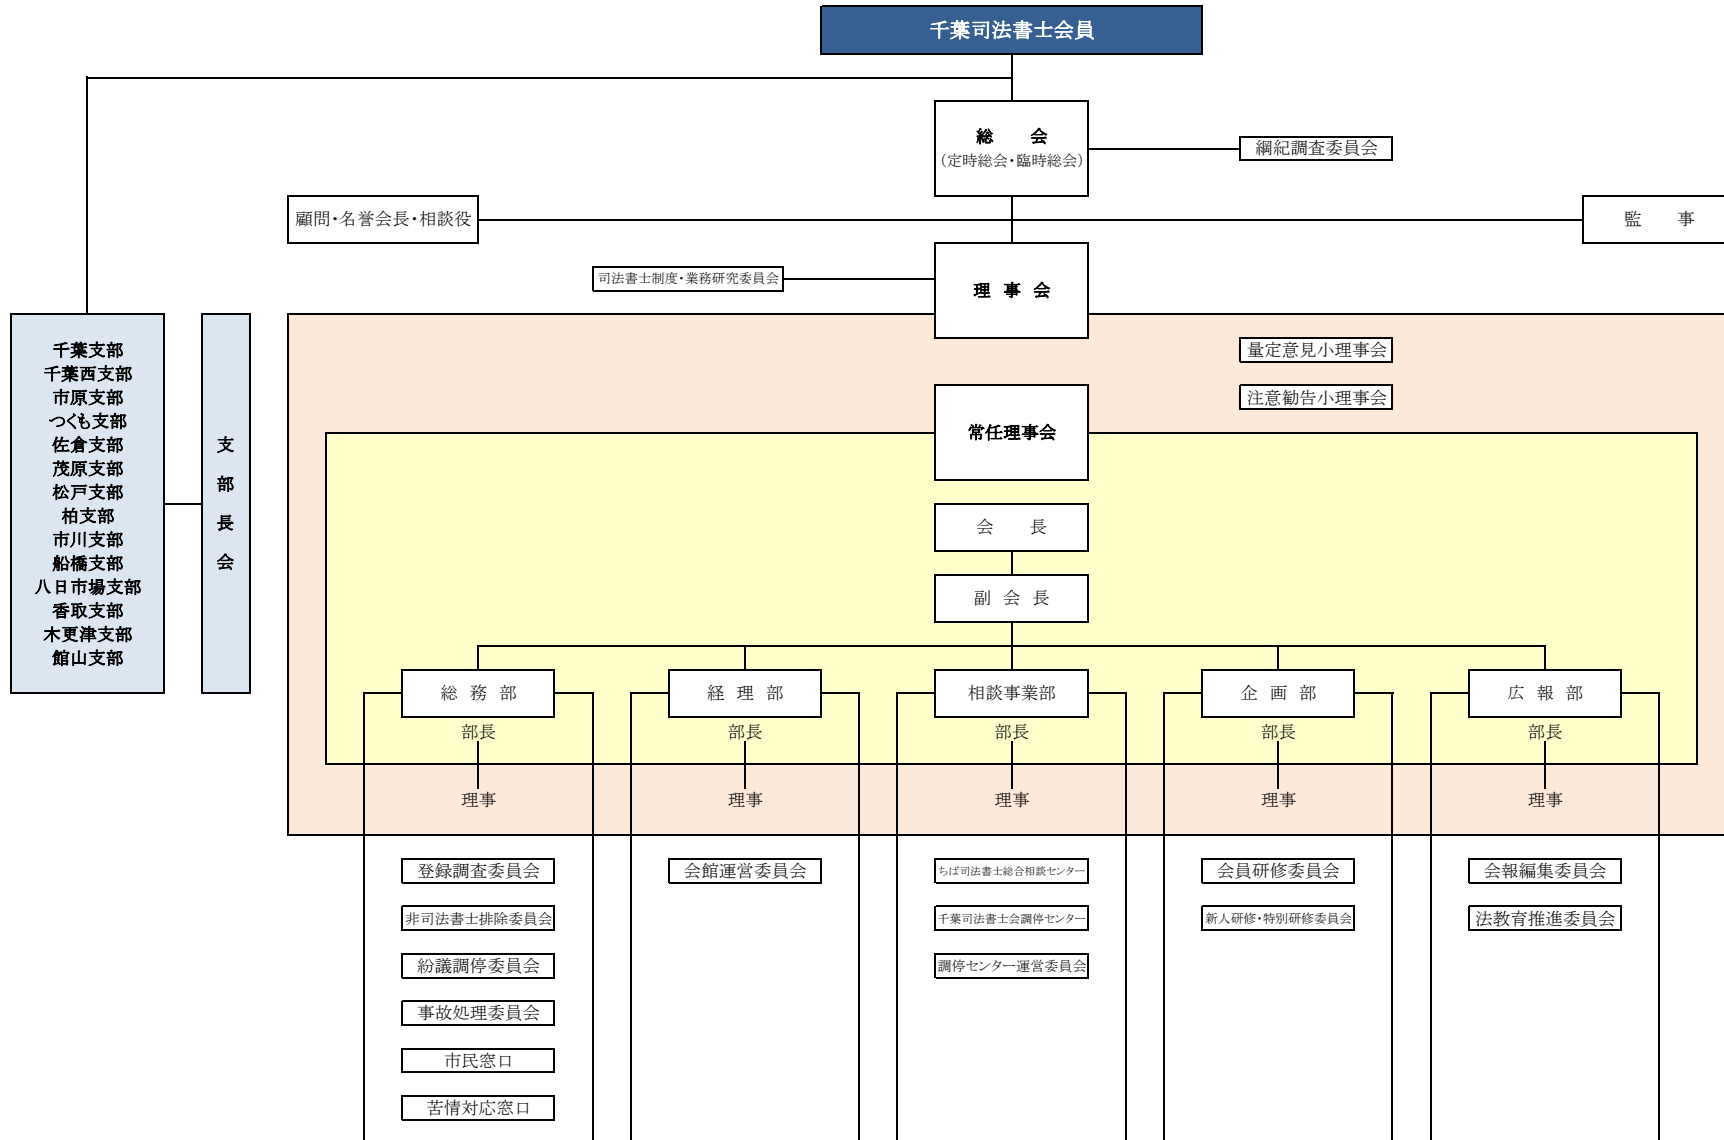 千葉司法書士会員
総　会
(定時総会・臨時総会)
綱紀調査委員会
顧問・名誉会長・相談役
監　事
司法書士制度・業務研究委員会
理 事 会
千葉支部
千葉西支部
市原支部
つくも支部
佐倉支部
茂原支部
松戸支部
柏支部
市川支部
船橋支部
八日市場支部
香取支部
木更津支部
館山支部
支部長会
量定意見小理事会
注意勧告小理事会
常任理事会
会　長
副 会 長
総 務 部
経 理 部
相談事業部
企 画 部
広 報 部
部長
部長
部長
部長
部長
理事
理事
理事
理事
理事
登録調査委員会
非司法書士排除委員会
紛議調停委員会
事故処理委員会
市民窓口
苦情対応窓口
会館運営委員会
ちば司法書士総合相談センター
千葉司法書士会調停センター
調停センター運営委員会
会員研修委員会
新人研修・特別研修委員会
会報編集委員会
法教育推進委員会